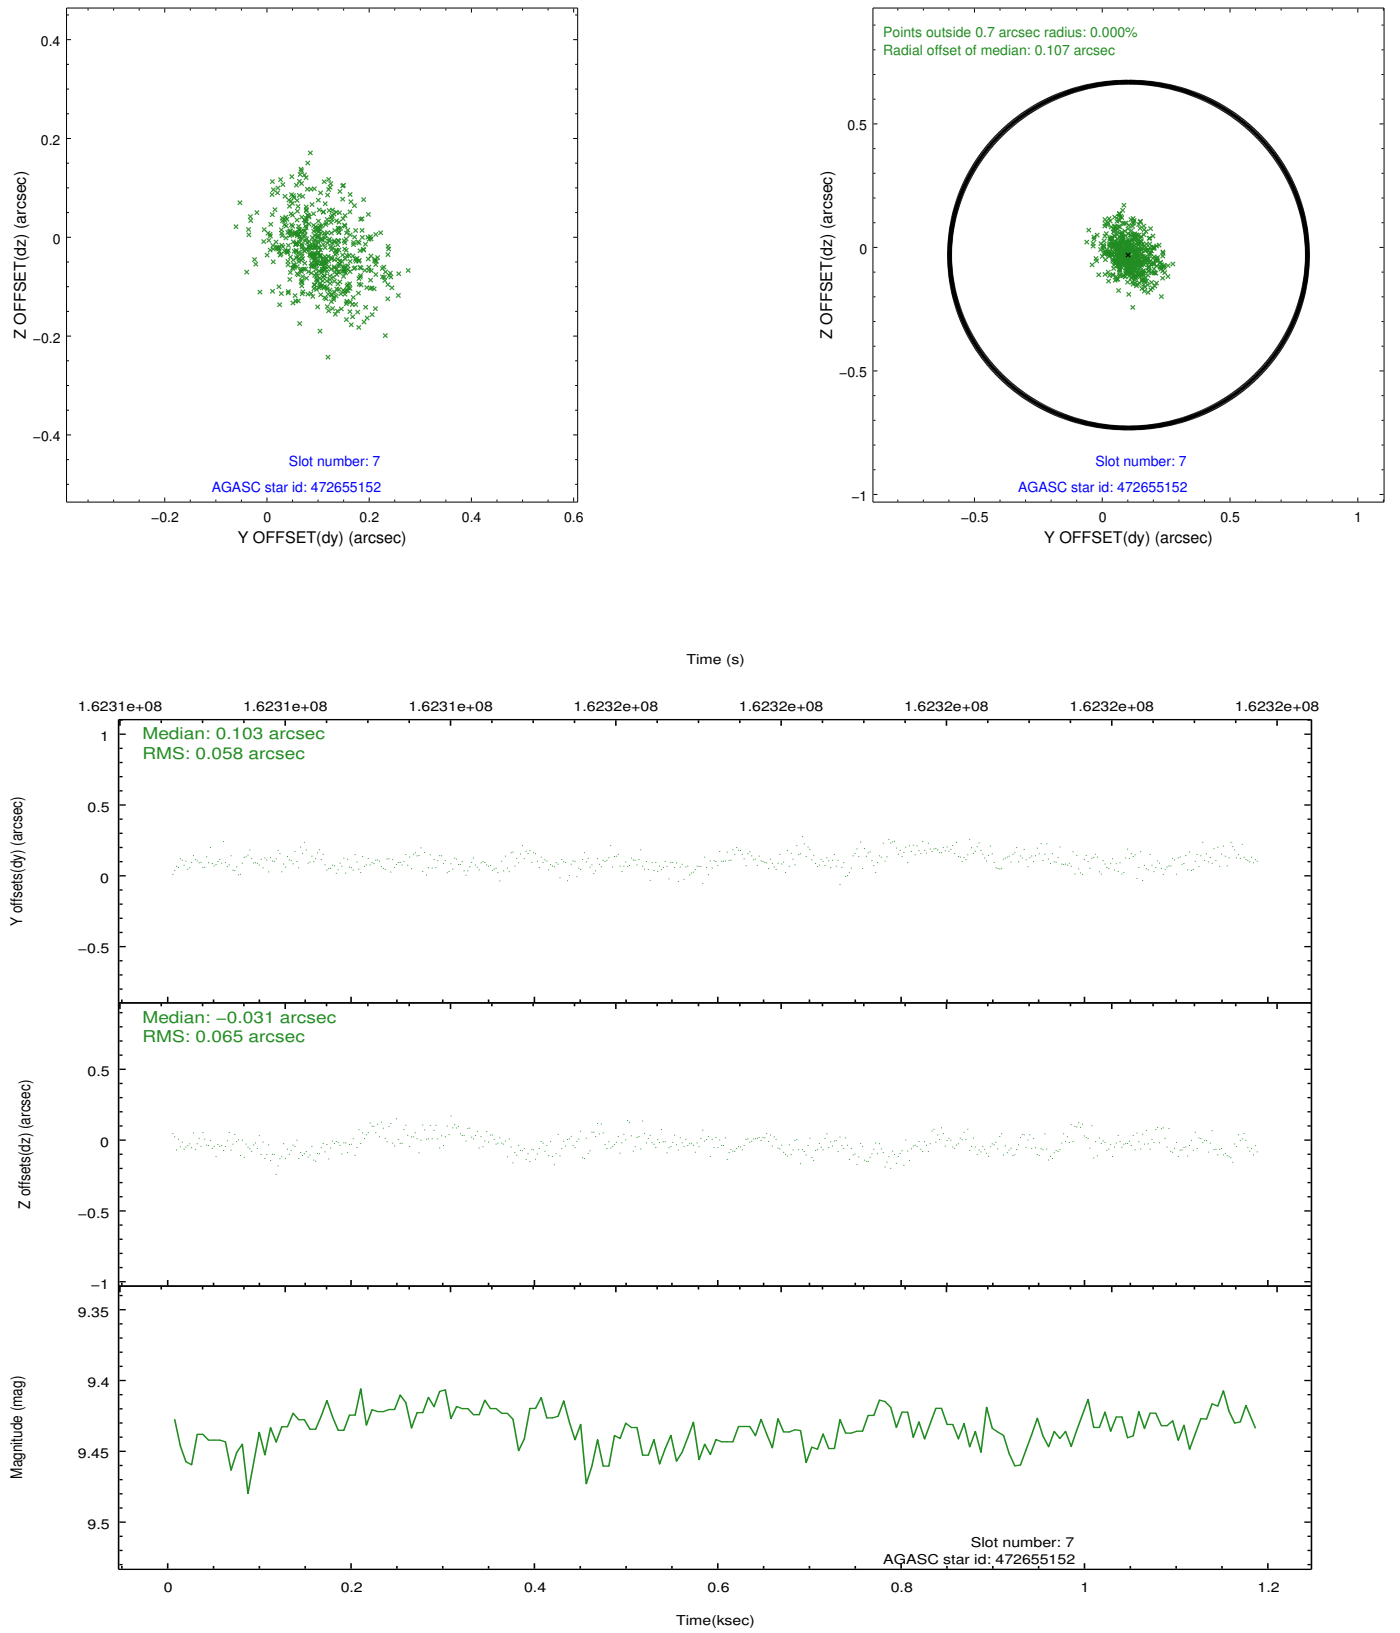 0.4
0.2
0
−0.2
−0.4
Z OFFSET(dz) (arcsec)
Slot number: 7
AGASC star id: 472655152
−0.2 0 0.2 0.4 0.6
Y OFFSET(dy) (arcsec)
Points outside 0.7 arcsec radius: 0.000%
Radial offset of median: 0.107 arcsec
0.5
0
−0.5
−1
Z OFFSET(dz) (arcsec)
Slot number: 7
AGASC star id: 472655152
−0.5 0 0.5 1
Y OFFSET(dy) (arcsec)
Time (s)
1.6231e+08 1.6231e+08 1.6231e+08 1.6232e+08 1.6232e+08 1.6232e+08 1.6232e+08 1.6232e+08
Median: 0.103 arcsec
RMS: 0.058 arcsec
1
0.5
0
−0.5
Y offsets(dy) (arcsec)
Median: −0.031 arcsec
RMS: 0.065 arcsec
0.5
0
−0.5
−1
Z offsets(dz) (arcsec)
9.35
9.4
9.45
9.5
Magnitude (mag)
Slot number: 7
AGASC star id: 472655152
0 0.2 0.4 0.6 0.8 1 1.2
Time(ksec)